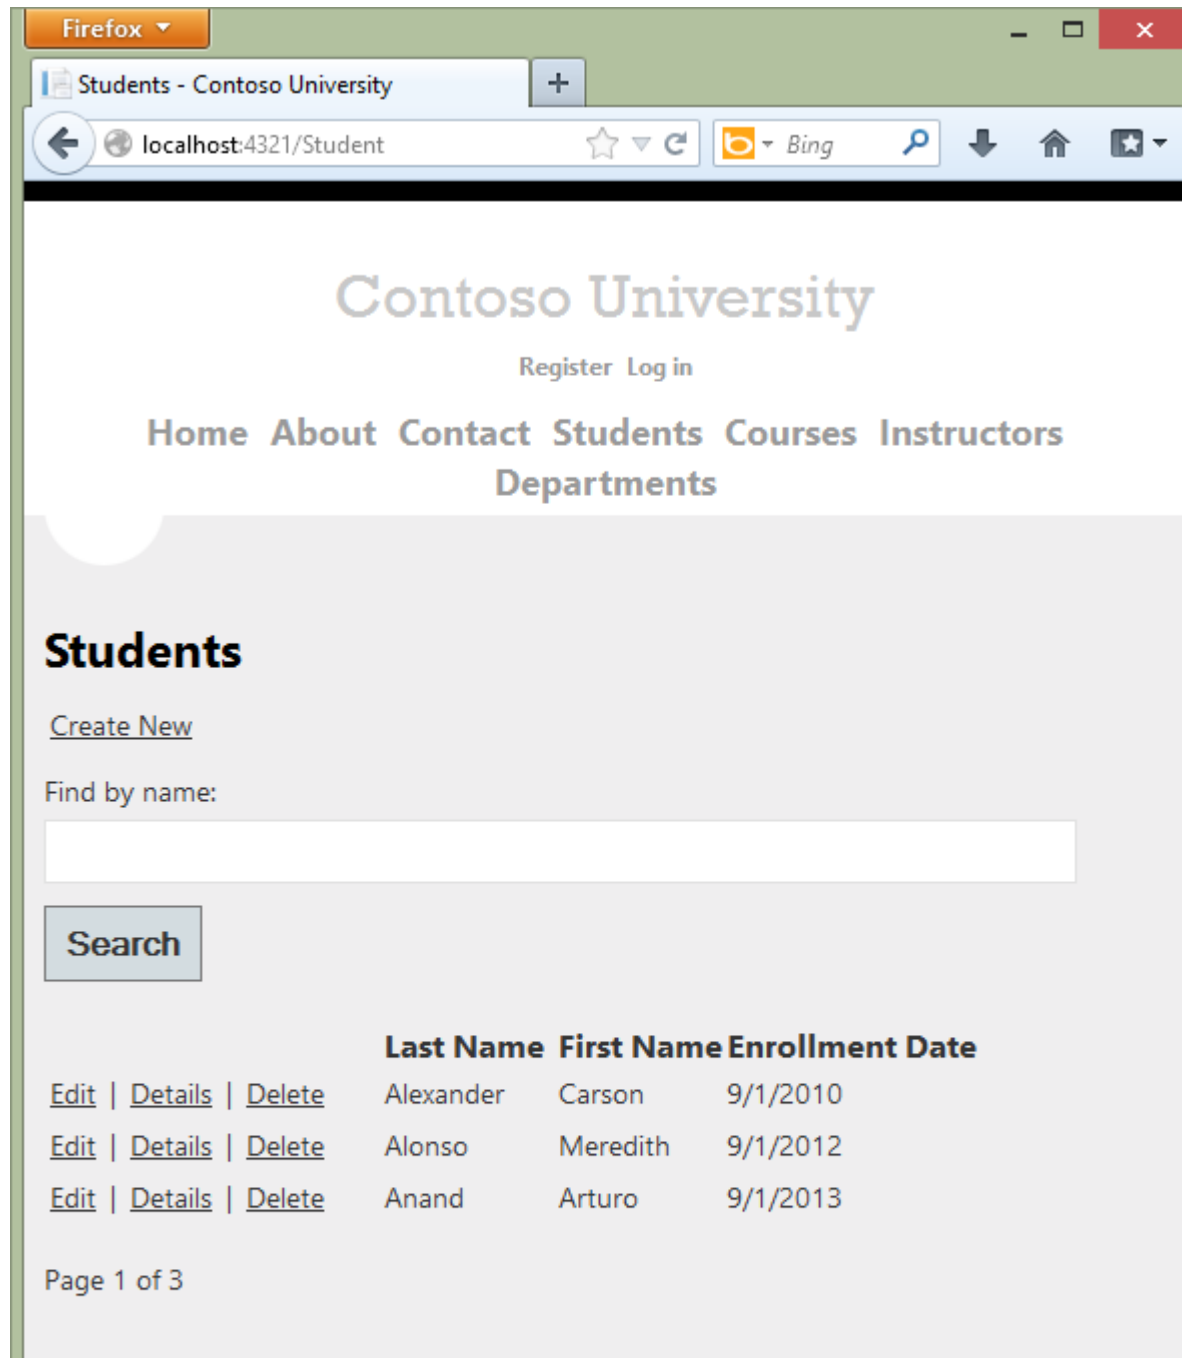 Firefox
Students - Contoso University
localhost:4321/Student Bing
Contoso University
Register Log in
Home About Contact Students Courses Instructors
Departments
Students
Create New
Find by name:
Search
Last Name First Name Enrollment Date
Edit | Details | Delete Alexander Carson 9/1/2010
Edit | Details | Delete Alonso Meredith 9/1/2012
Edit | Details | Delete Anand Arturo 9/1/2013
Page 1 of 3